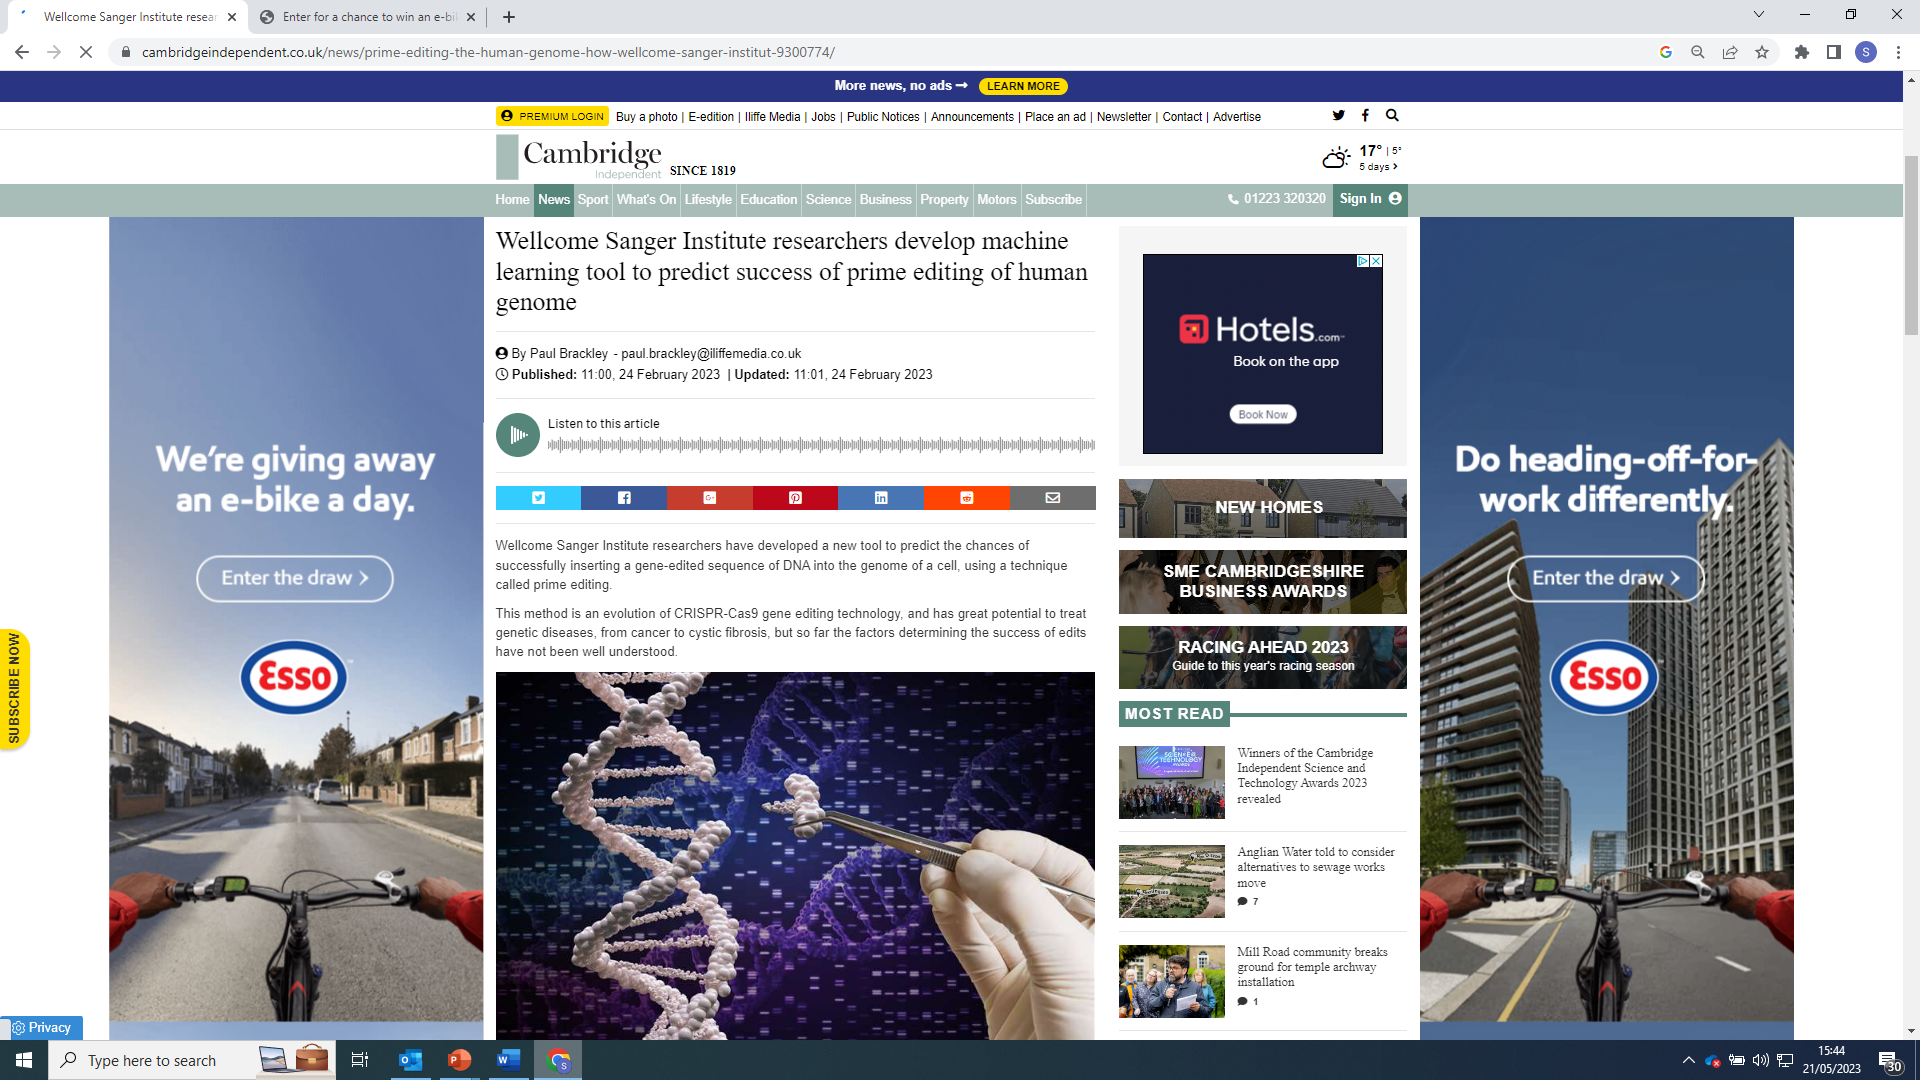 Wellcome Sanger Institute resear
Enter for a chance to win an e-bi
cambridgeindependent.co.uk/news/prime-editing-the-human-genome-how-wellcome-sanger-institut-9300774/
S
More news, no ads → LEARN MORE
PREMIUM LOGIN Buy a photo | E-edition | Iliffe Media | Jobs | Public Notices | Announcements | Place an ad | Newsletter | Contact | Advertise
Cambridge
Independent
SINCE 1819
17° | 5°
5 days >
Home News Sport What's On Lifestyle Education Science Business Property Motors Subscribe
01223 320320 Sign In
Wellcome Sanger Institute researchers develop machine
learning tool to predict success of prime editing of human
genome
By Paul Brackley - paul.brackley@iliffemedia.co.uk
Published: 11:00, 24 February 2023 | Updated: 11:01, 24 February 2023
Listen to this article
Wellcome Sanger Institute researchers have developed a new tool to predict the chances of
successfully inserting a gene-edited sequence of DNA into the genome of a cell, using a technique
called prime editing.
This method is an evolution of CRISPR-Cas9 gene editing technology, and has great potential to treat
genetic diseases, from cancer to cystic fibrosis, but so far the factors determining the success of edits
have not been well understood.
We're giving away
an e-bike a day.
Enter the draw >
Esso
SUBSCRIBE NOW
Privacy
Hotels.com™
Book on the app
Book Now
NEW HOMES
SME CAMBRIDGESHIRE
BUSINESS AWARDS
RACING AHEAD 2023
Guide to this year's racing season
MOST READ
SCIENCE &
TECHNOLOGY
AWARDS
Winners of the Cambridge
Independent Science and
Technology Awards 2023
revealed
Anglian Water told to consider
alternatives to sewage works
move
7
Mill Road community breaks
ground for temple archway
installation
1
Do heading-off-for-
work differently.
Enter the draw >
Esso
Type here to search
15:44
21/05/2023
30